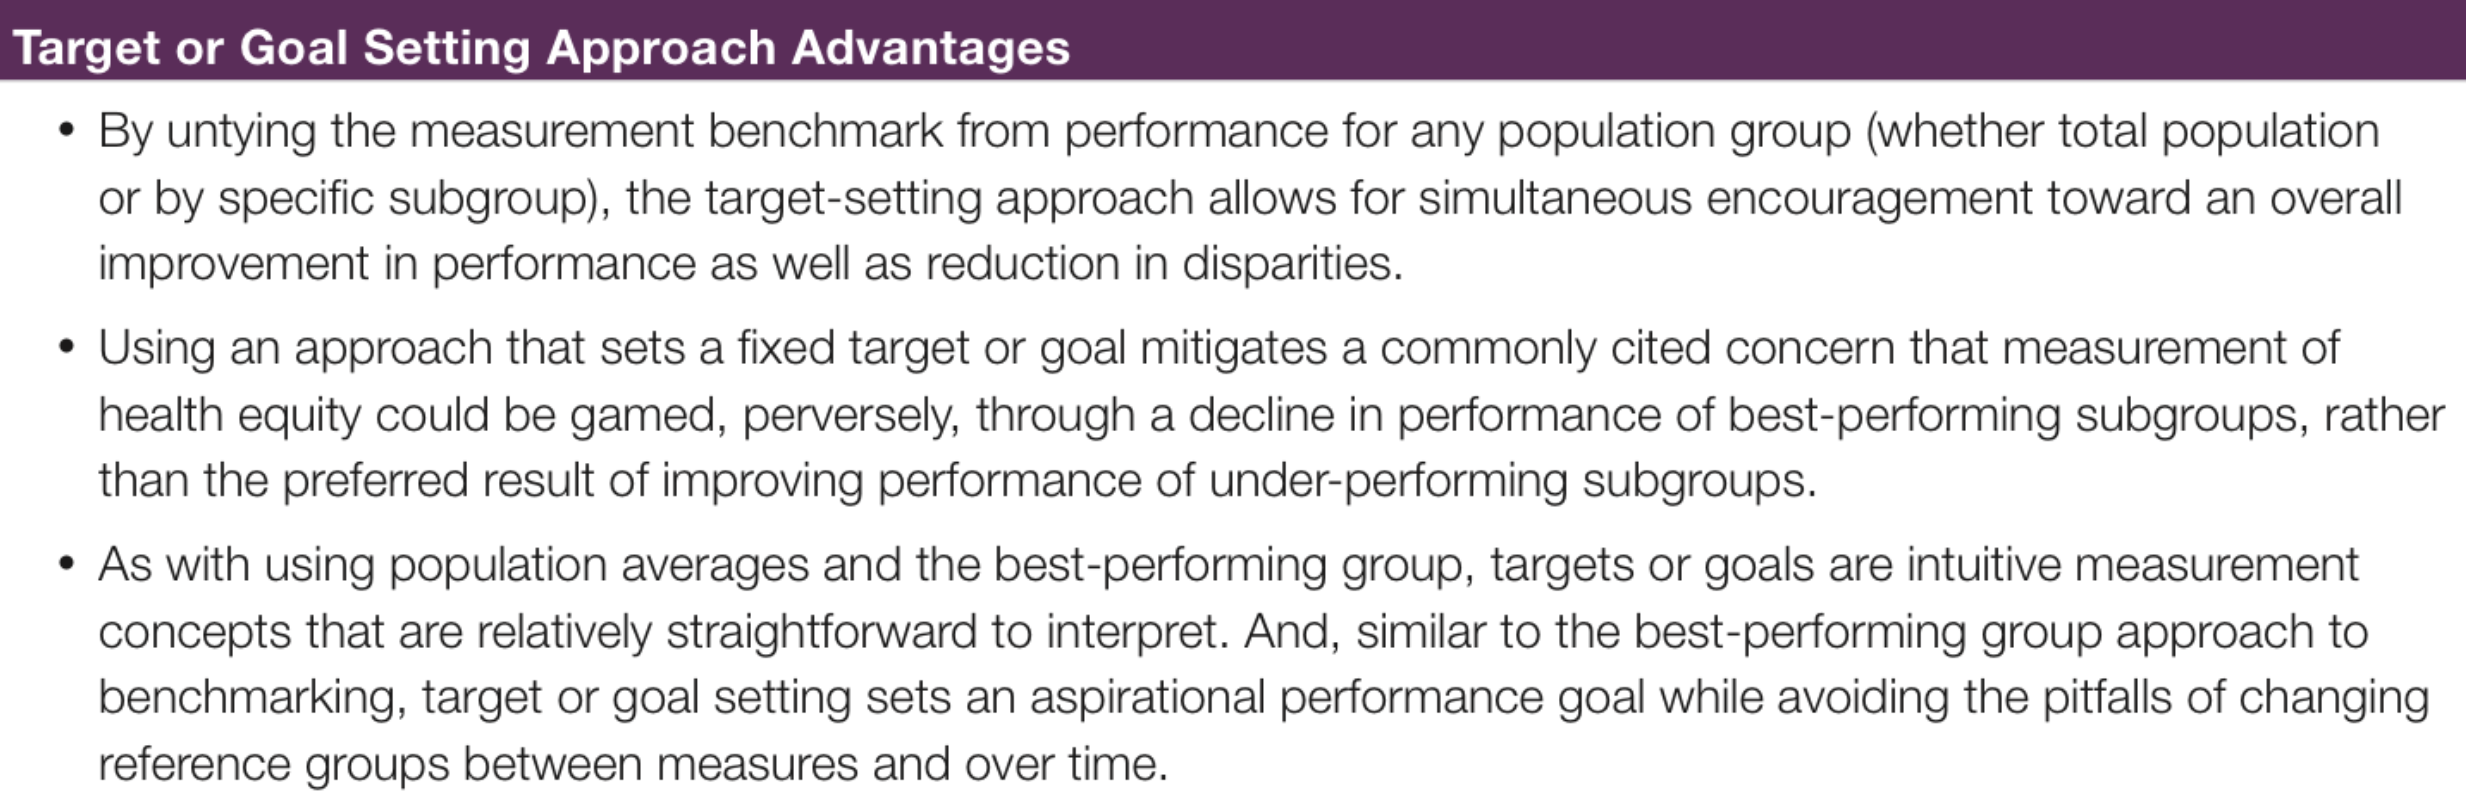 Target or Goal Setting Approach Advantages
• By untying the measurement benchmark from performance for any population group (whether total population
or by specific subgroup), the target-setting approach allows for simultaneous encouragement toward an overall
improvement in performance as well as reduction in disparities.
• Using an approach that sets a fixed target or goal mitigates a commonly cited concern that measurement of
health equity could be gamed, perversely, through a decline in performance of best-performing subgroups, rather
than the preferred result of improving performance of under-performing subgroups.
• As with using population averages and the best-performing group, targets or goals are intuitive measurement
concepts that are relatively straightforward to interpret. And, similar to the best-performing group approach to
benchmarking, target or goal setting sets an aspirational performance goal while avoiding the pitfalls of changing
reference groups between measures and over time.